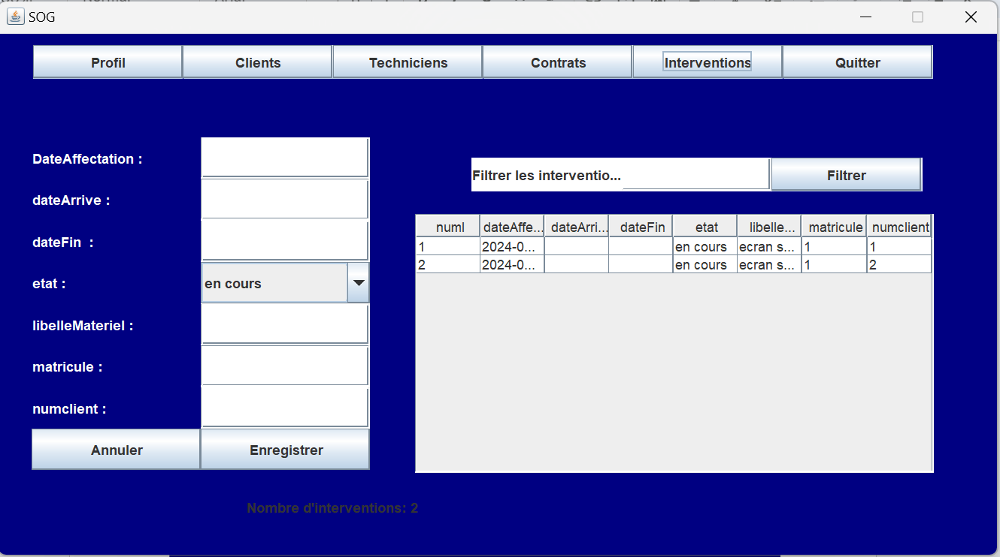 SOG
Profil Clients Techniciens Contrats Interventions Quitter
DateAffectation :
dateArrive :
dateFin :
etat : en cours
libelleMateriel :
matricule :
numclient :
Annuler Enregistrer
Filtrer les interventio... Filtrer
numI dateAffe... dateArri... dateFin etat libelle... matricule numclient
1 2024-0... en cours ecran s... 1 1
2 2024-0... en cours ecran s... 1 2
Nombre d'interventions: 2